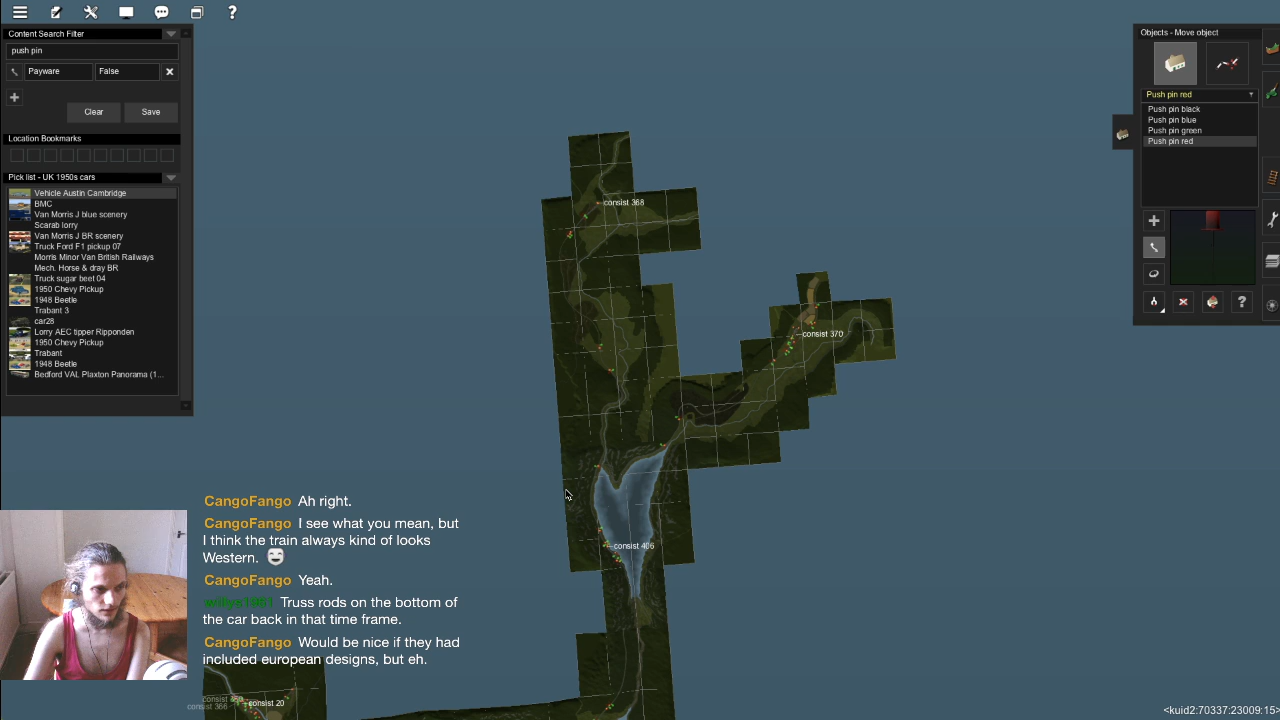 ?
Content Search Filter
push pin
Payware False
Clear Save
Location Bookmarks
Pick list - UK 1950s cars
Vehicle Austin Cambridge
BMC
Van Morris J blue scenery
Scarab lorry
Van Morris J BR scenery
Truck Ford F1 pickup 07
Morris Minor Van British Railways
Mech. Horse & dray BR
Truck sugar beet 04
1950 Chevy Pickup
1948 Beetle
Trabant 3
car28
Lorry AEC tipper Ripponden
1950 Chevy Pickup
Trabant
1948 Beetle
Bedford VAL Plaxton Panorama (1...
consist 368
consist 370
consist 406
consist 20
consist 366
CangoFango Ah right.
CangoFango I see what you mean, but
I think the train always kind of looks
Western.
CangoFango Yeah.
Truss rods on the bottom of
the car back in that time frame.
CangoFango Would be nice if they had
included european designs, but eh.
Objects - Move object
Push pin red
Push pin black
Push pin blue
Push pin green
Push pin red
?
<kuid2:70337:23009:15>